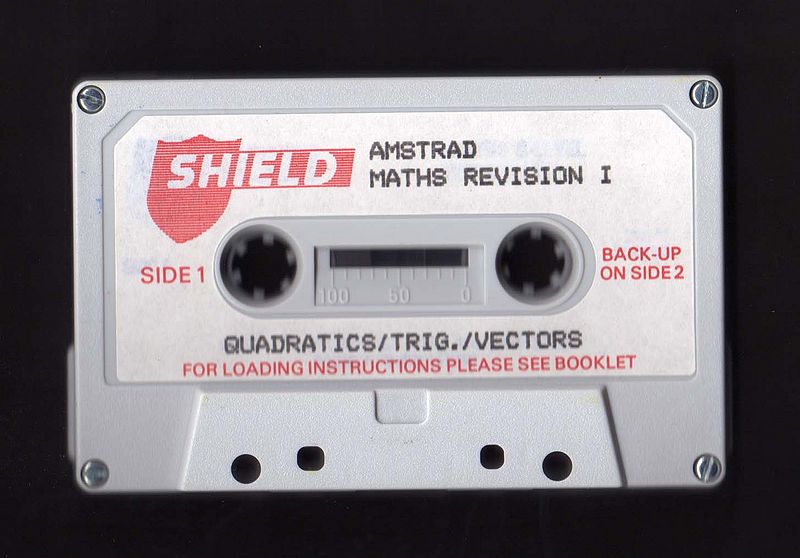 SHIELD
AMSTRAD
MATHS REVISION I
SIDE 1
BACK-UP
ON SIDE 2
100 50 0
QUADRATICS/TRIG./VECTORS
FOR LOADING INSTRUCTIONS PLEASE SEE BOOKLET